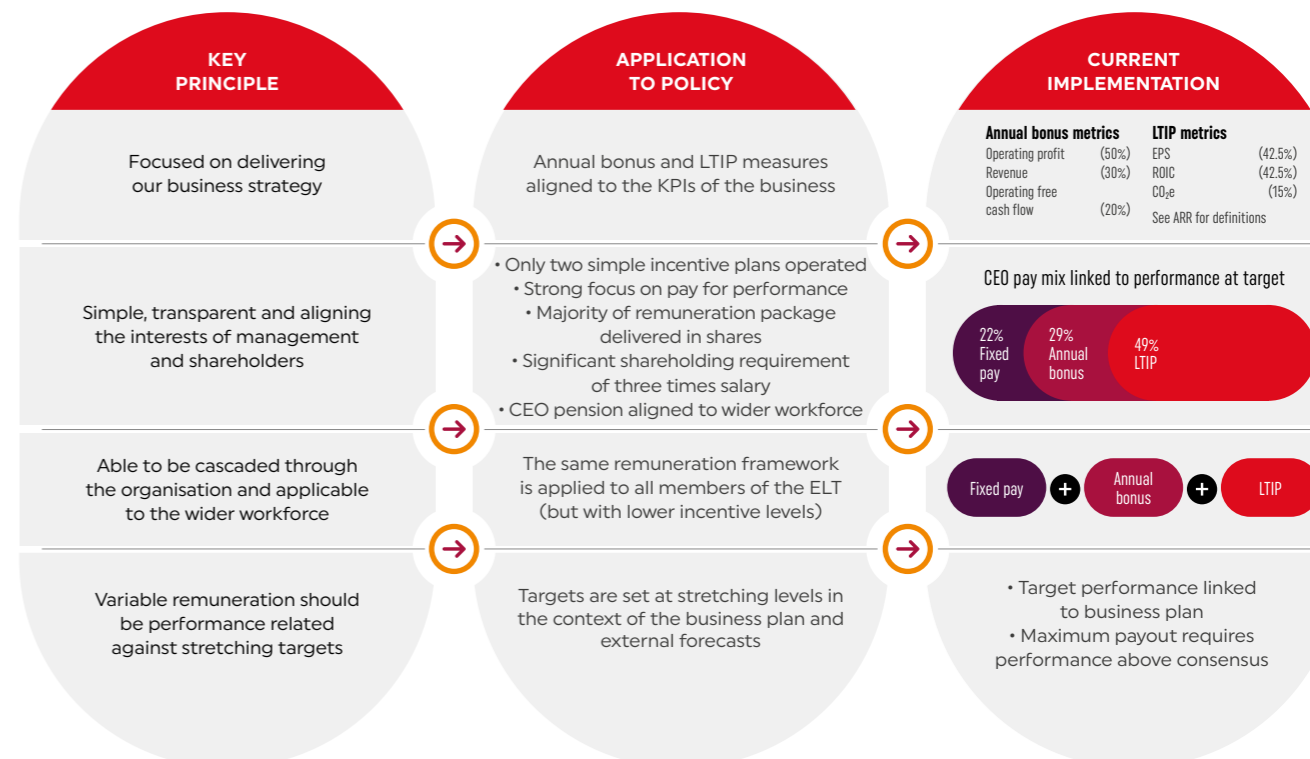 KEY
PRINCIPLE
APPLICATION
TO POLICY
CURRENT
IMPLEMENTATION
Focused on delivering
our business strategy
Annual bonus and LTIP measures
aligned to the KPIs of the business
Annual bonus metrics
Operating profit (50%)
Revenue (30%)
Operating free
cash flow (20%)
LTIP metrics
EPS (42.5%)
ROIC (42.5%)
CO₂e (15%)
See ARR for definitions
Simple, transparent and aligning
the interests of management
and shareholders
• Only two simple incentive plans operated
• Strong focus on pay for performance
• Majority of remuneration package
delivered in shares
• Significant shareholding requirement
of three times salary
• CEO pension aligned to wider workforce
CEO pay mix linked to performance at target
22%
Fixed
pay
29%
Annual
bonus
49%
LTIP
Able to be cascaded through
the organisation and applicable
to the wider workforce
The same remuneration framework
is applied to all members of the ELT
(but with lower incentive levels)
Fixed pay
+
Annual
bonus
+
LTIP
Variable remuneration should
be performance related
against stretching targets
Targets are set at stretching levels in
the context of the business plan and
external forecasts
• Target performance linked
to business plan
• Maximum payout requires
performance above consensus